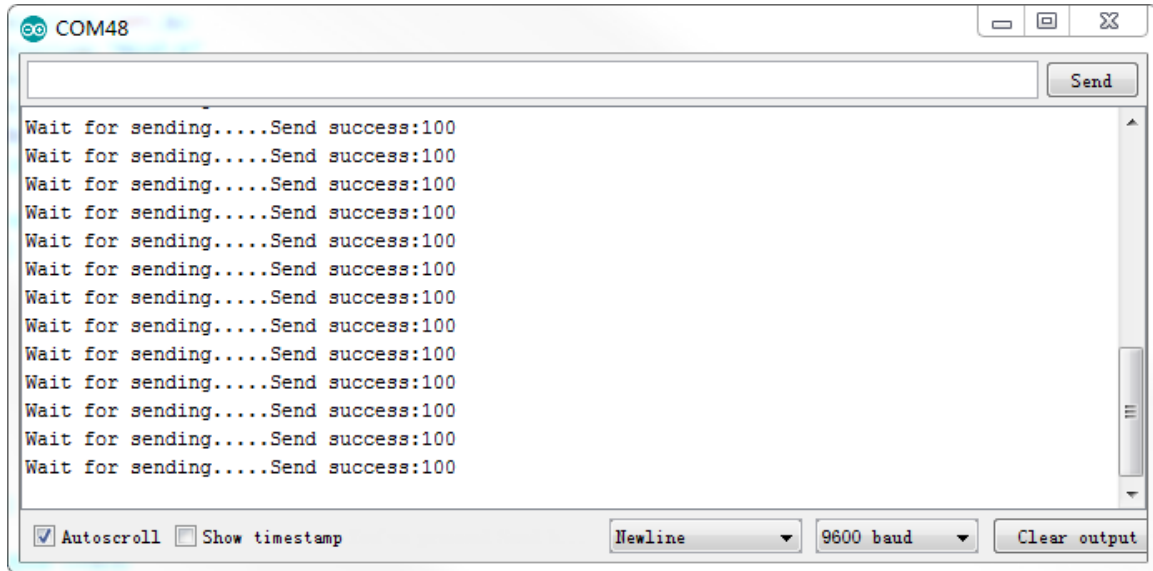 COM48
Send
Wait for sending.....Send success:100
Wait for sending.....Send success:100
Wait for sending.....Send success:100
Wait for sending.....Send success:100
Wait for sending.....Send success:100
Wait for sending.....Send success:100
Wait for sending.....Send success:100
Wait for sending.....Send success:100
Wait for sending.....Send success:100
Wait for sending.....Send success:100
Wait for sending.....Send success:100
Wait for sending.....Send success:100
Wait for sending.....Send success:100
Autoscroll Show timestamp Newline 9600 baud Clear output